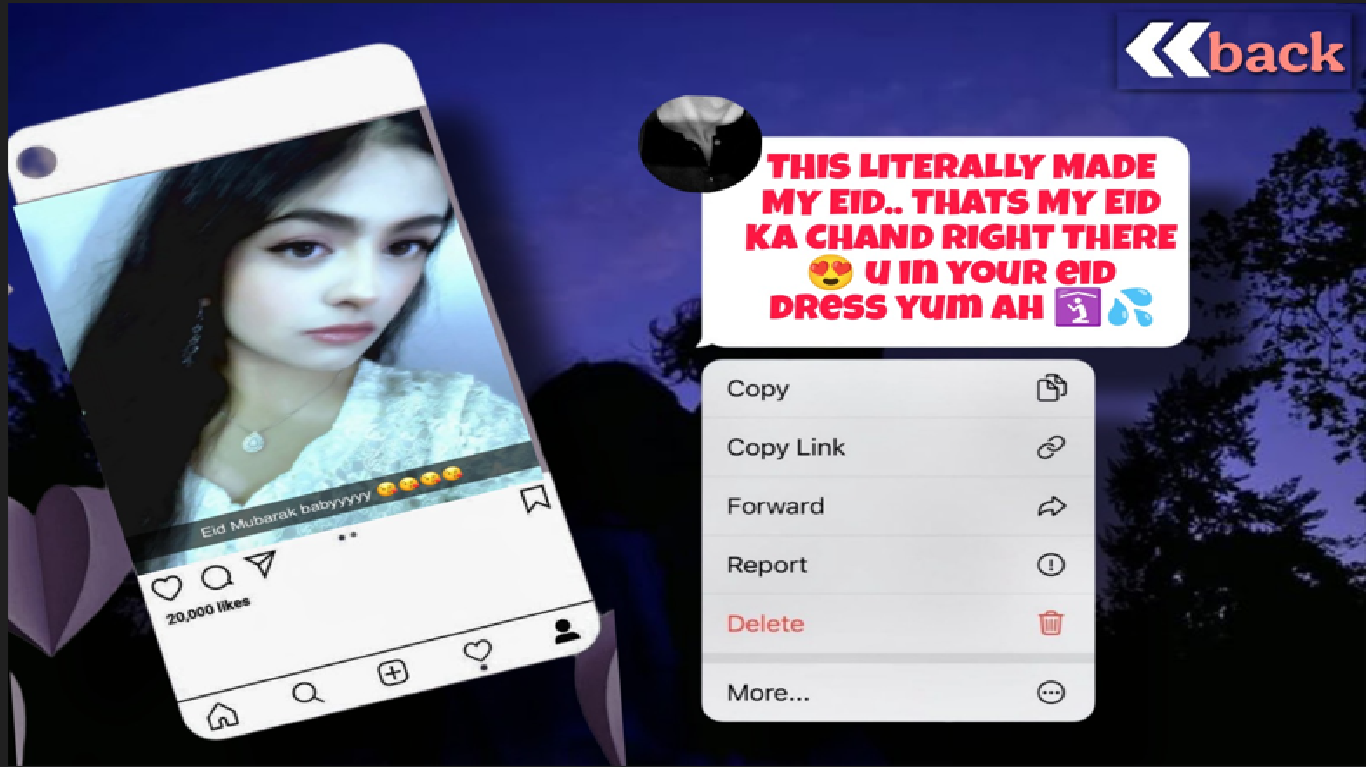 back
THIS LITERALLY MADE
MY EID.. THATS MY EID
KA CHAND RIGHT THERE
😍 U IN YOUR EID
DRESS YUM AH 🛐💦
Eid Mubarak babyyyyy 😘😘😘😘
20,000 likes
Copy
Copy Link
Forward
Report
Delete
More...